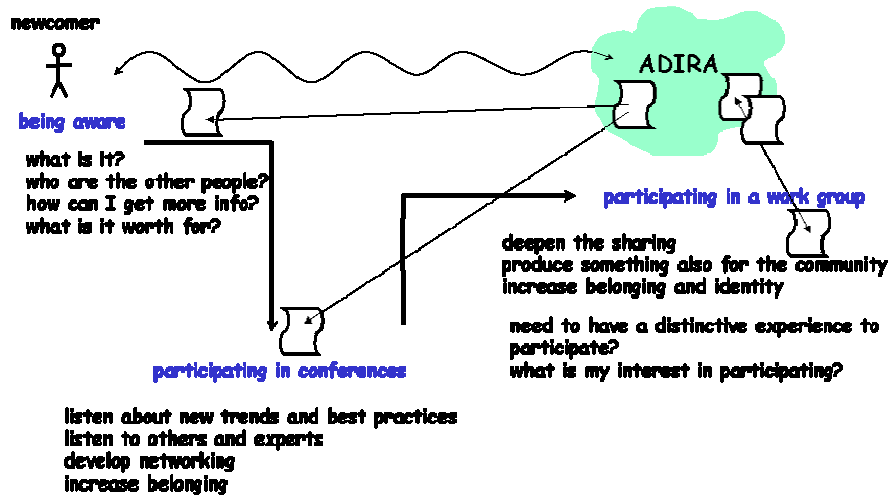 newcomer
ADIRA
being aware
what is it?
who are the other people?
how can I get more info?
what is it worth for?
participating in a work group
deepen the sharing
produce something also for the community
increase belonging and identity
need to have a distinctive experience to
participate?
what is my interest in participating?
participating in conferences
listen about new trends and best practices
listen to others and experts
develop networking
increase belonging